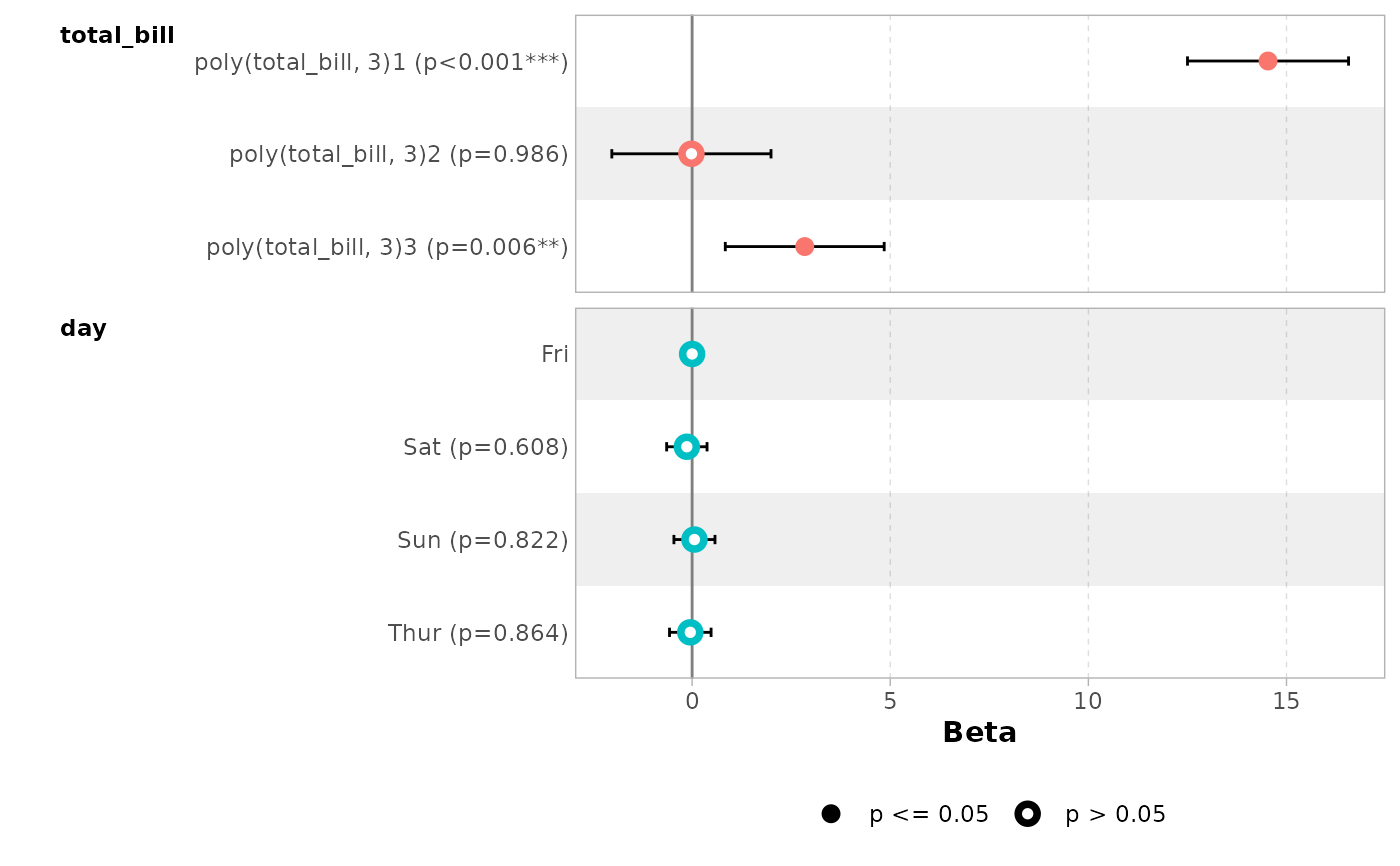 total_bill
poly(total_bill, 3)1 (p<0.001***)
poly(total_bill, 3)2 (p=0.986)
poly(total_bill, 3)3 (p=0.006**)
day
Fri
Sat (p=0.608)
Sun (p=0.822)
Thur (p=0.864)
0 5 10 15
Beta
p <= 0.05 p > 0.05